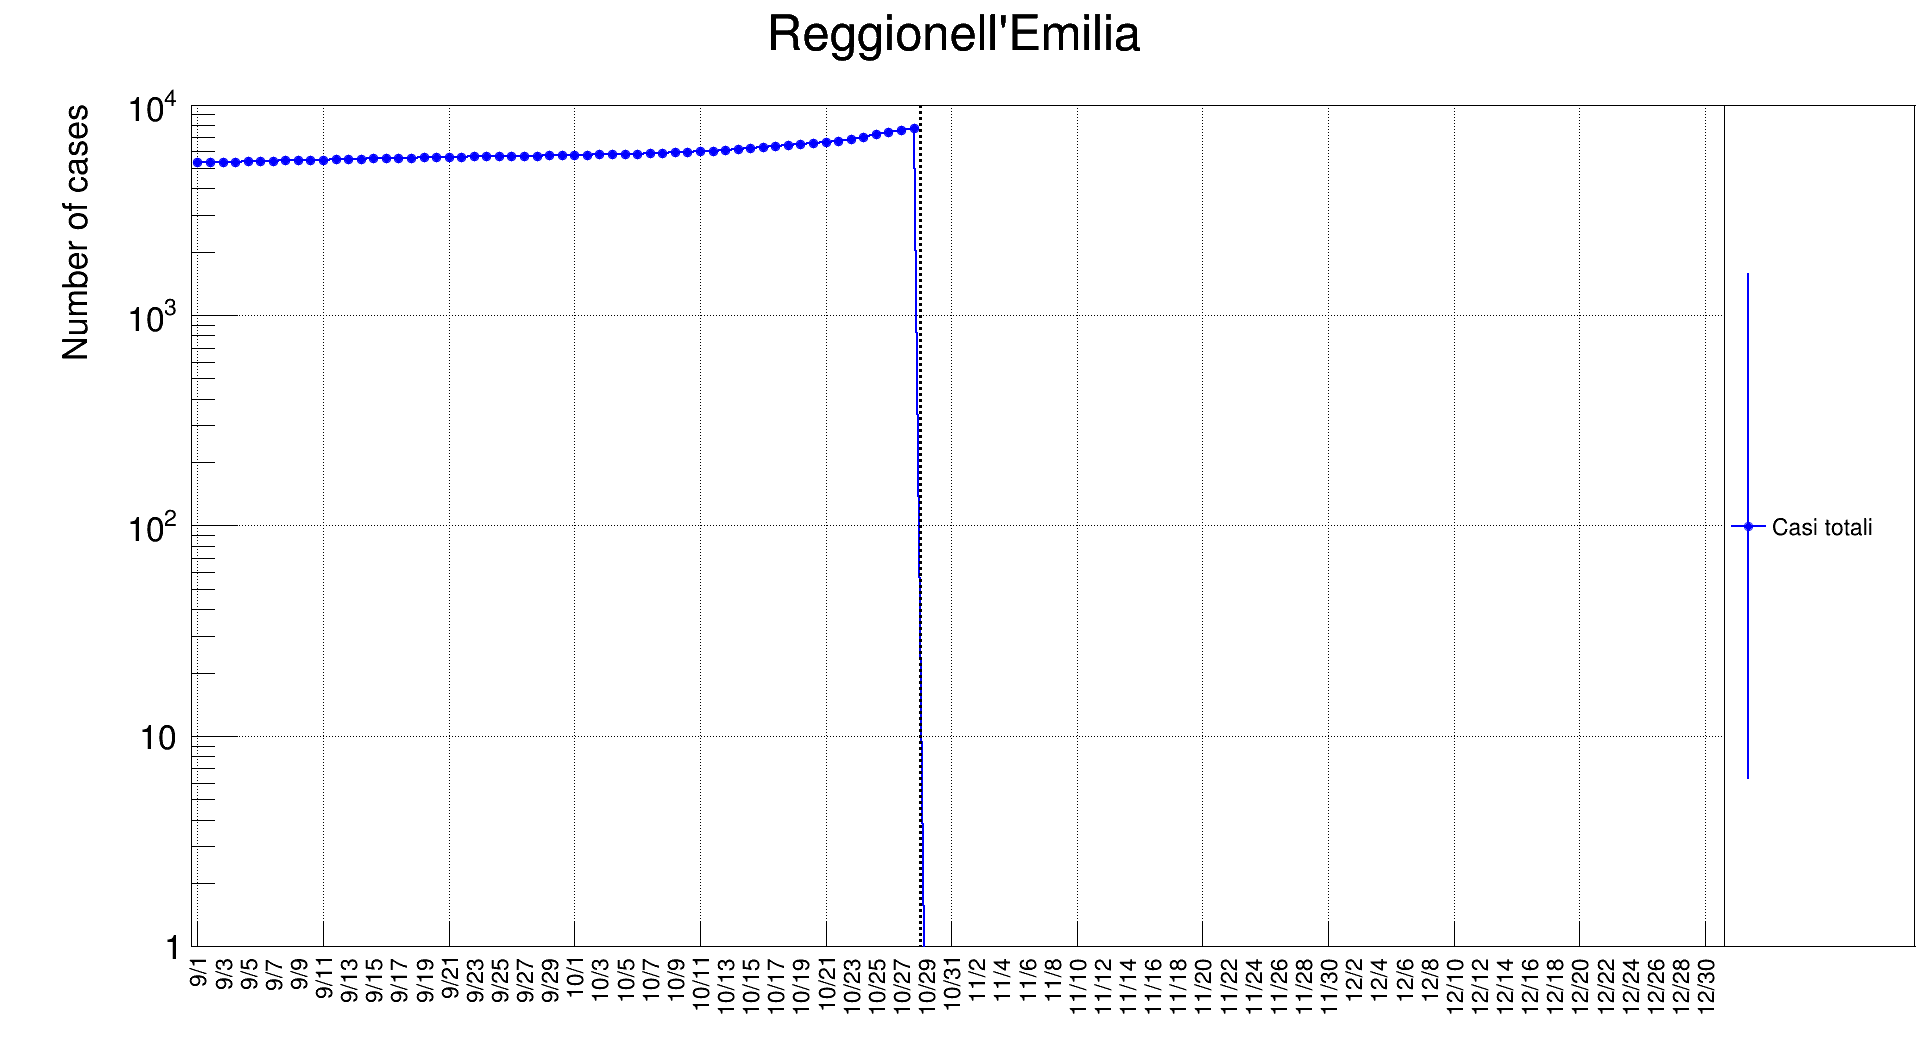 Reggionell'Emilia
Number of cases
10^4
10^3
10^2
10
1
Casi totali
9/1 9/3 9/5 9/7 9/9 9/11 9/13 9/15 9/17 9/19 9/21 9/23 9/25 9/27 9/29 10/1 10/3 10/5 10/7 10/9 10/11 10/13 10/15 10/17 10/19 10/21 10/23 10/25 10/27 10/29 10/31 11/2 11/4 11/6 11/8 11/10 11/12 11/14 11/16 11/18 11/20 11/22 11/24 11/26 11/28 11/30 12/2 12/4 12/6 12/8 12/10 12/12 12/14 12/16 12/18 12/20 12/22 12/24 12/26 12/28 12/30